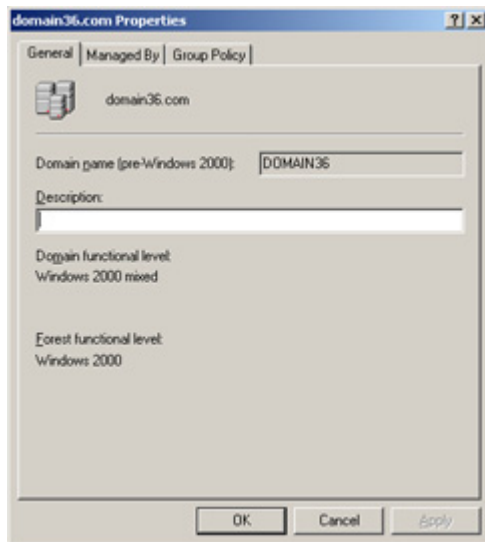 domain36.com Properties
General Managed By Group Policy
domain36.com
Domain name (pre-Windows 2000): DOMAIN36
Description:
Domain functional level:
Windows 2000 mixed
Forest functional level:
Windows 2000
OK Cancel Apply